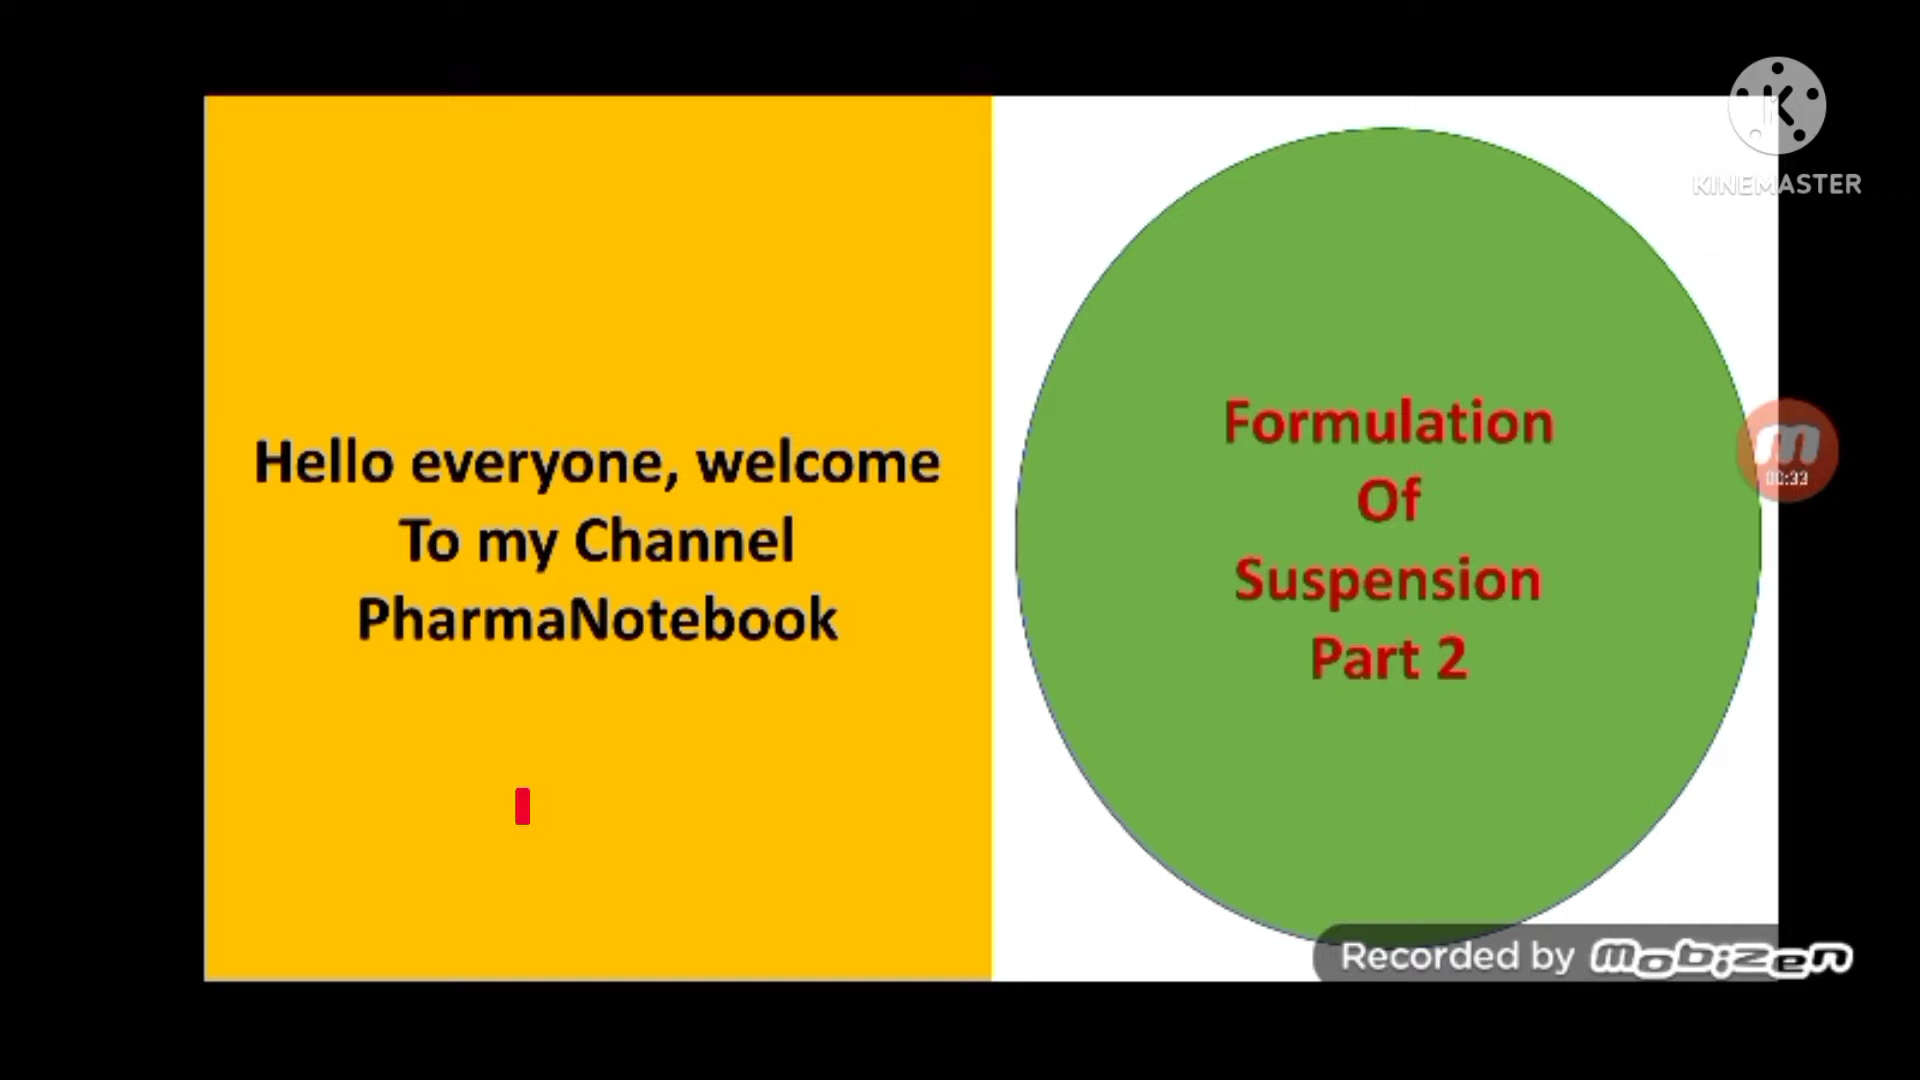 Hello everyone, welcome
To my Channel
PharmaNotebook
Formulation
Of
Suspension
Part 2
KINEMASTER
00:33
Recorded by Mobizen